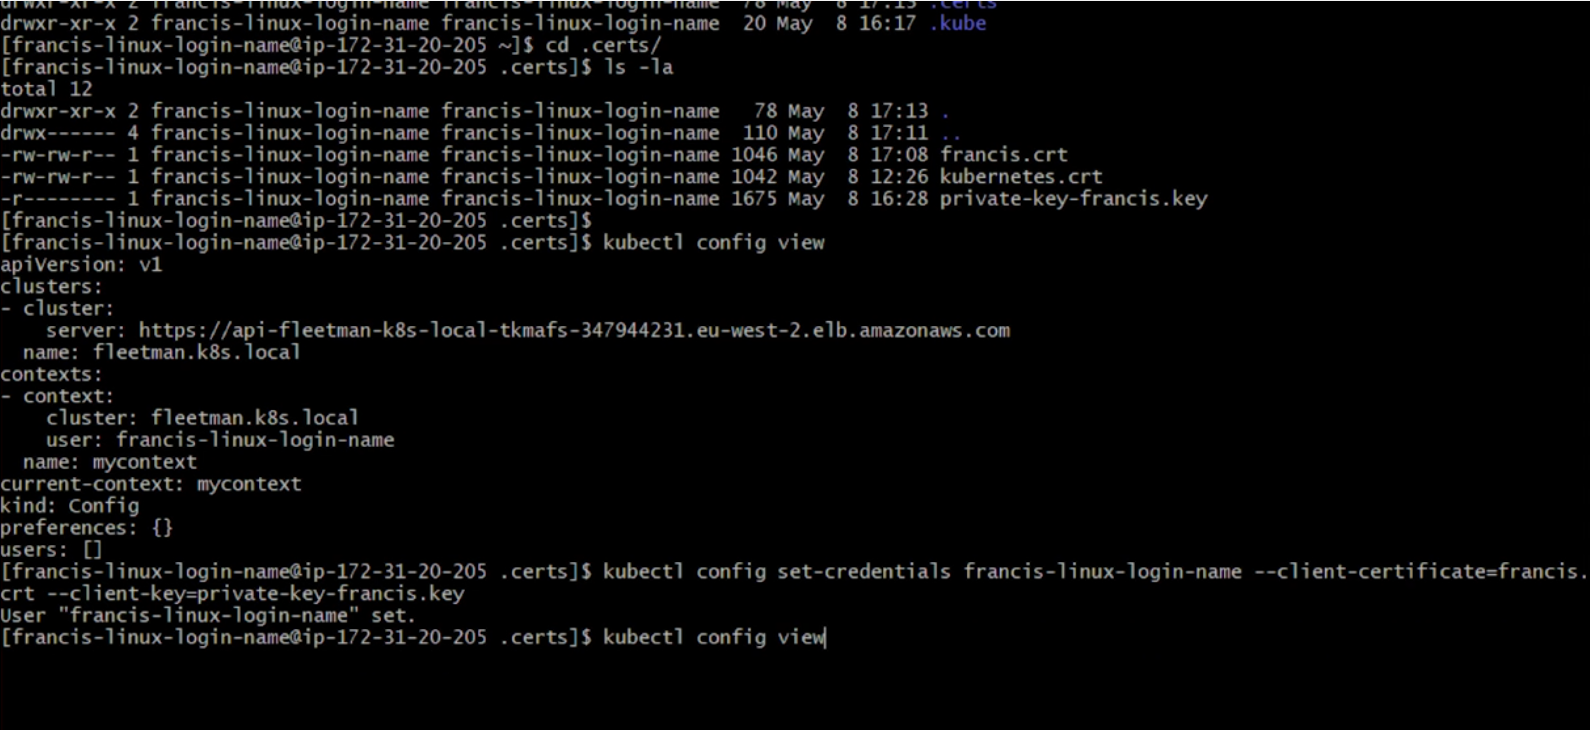 drwxr-xr-x 2 francis-linux-login-name francis-linux-login-name   78 May  8 17:13 .certs
drwxr-xr-x 2 francis-linux-login-name francis-linux-login-name   20 May  8 16:17 .kube
[francis-linux-login-name@ip-172-31-20-205 ~]$ cd .certs/
[francis-linux-login-name@ip-172-31-20-205 .certs]$ ls -la
total 12
drwxr-xr-x 2 francis-linux-login-name francis-linux-login-name   78 May  8 17:13 .
drwx------ 4 francis-linux-login-name francis-linux-login-name  110 May  8 17:11 ..
-rw-rw-r-- 1 francis-linux-login-name francis-linux-login-name 1046 May  8 17:08 francis.crt
-rw-rw-r-- 1 francis-linux-login-name francis-linux-login-name 1042 May  8 12:26 kubernetes.crt
-r-------- 1 francis-linux-login-name francis-linux-login-name 1675 May  8 16:28 private-key-francis.key
[francis-linux-login-name@ip-172-31-20-205 .certs]$
[francis-linux-login-name@ip-172-31-20-205 .certs]$ kubectl config view
apiVersion: v1
clusters:
- cluster:
    server: https://api-fleetman-k8s-local-tkmafs-347944231.eu-west-2.elb.amazonaws.com
  name: fleetman.k8s.local
contexts:
- context:
    cluster: fleetman.k8s.local
    user: francis-linux-login-name
  name: mycontext
current-context: mycontext
kind: Config
preferences: {}
users: []
[francis-linux-login-name@ip-172-31-20-205 .certs]$ kubectl config set-credentials francis-linux-login-name --client-certificate=francis.
crt --client-key=private-key-francis.key
User "francis-linux-login-name" set.
[francis-linux-login-name@ip-172-31-20-205 .certs]$ kubectl config view